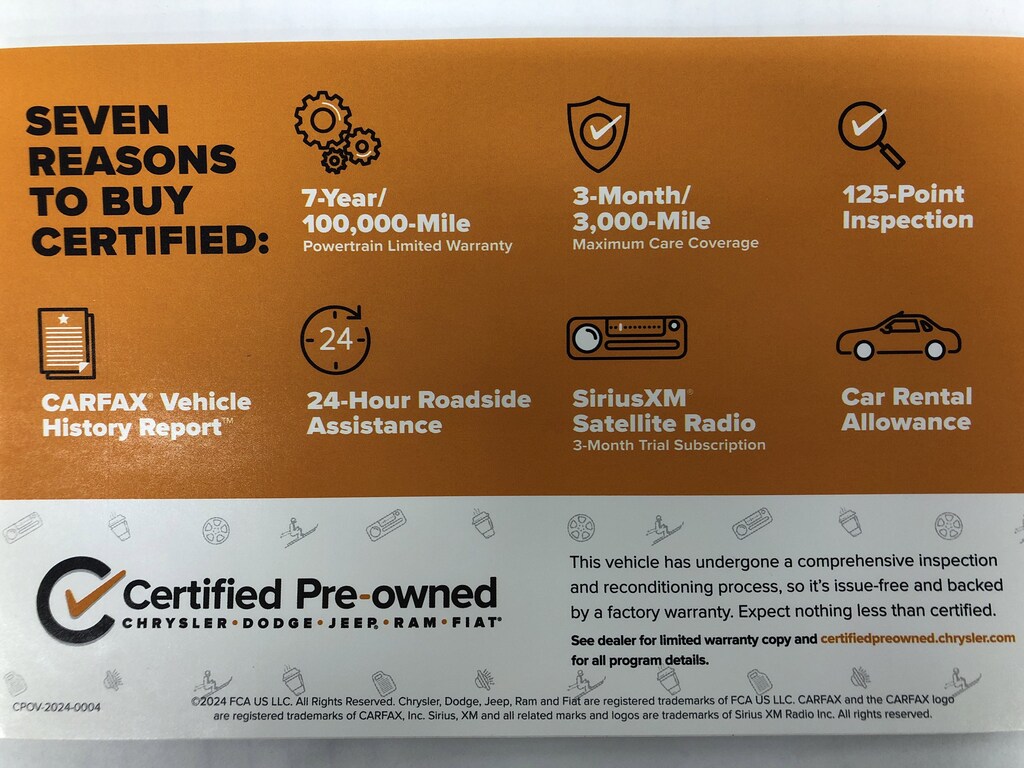 SEVEN
REASONS
TO BUY
CERTIFIED:
7-Year/
100,000-Mile
Powertrain Limited Warranty
3-Month/
3,000-Mile
Maximum Care Coverage
125-Point
Inspection
CARFAX® Vehicle
History Report™
24
24-Hour Roadside
Assistance
SiriusXM®
Satellite Radio
3-Month Trial Subscription
Car Rental
Allowance
Certified Pre-owned
CHRYSLER • DODGE • JEEP® • RAM • FIAT®
This vehicle has undergone a comprehensive inspection
and reconditioning process, so it's issue-free and backed
by a factory warranty. Expect nothing less than certified.
See dealer for limited warranty copy and certifiedpreowned.chrysler.com
for all program details.
CPOV-2024-0004
©2024 FCA US LLC. All Rights Reserved. Chrysler, Dodge, Jeep, Ram and Fiat are registered trademarks of FCA US LLC. CARFAX and the CARFAX logo
are registered trademarks of CARFAX, Inc. Sirius, XM and all related marks and logos are trademarks of Sirius XM Radio Inc. All rights reserved.